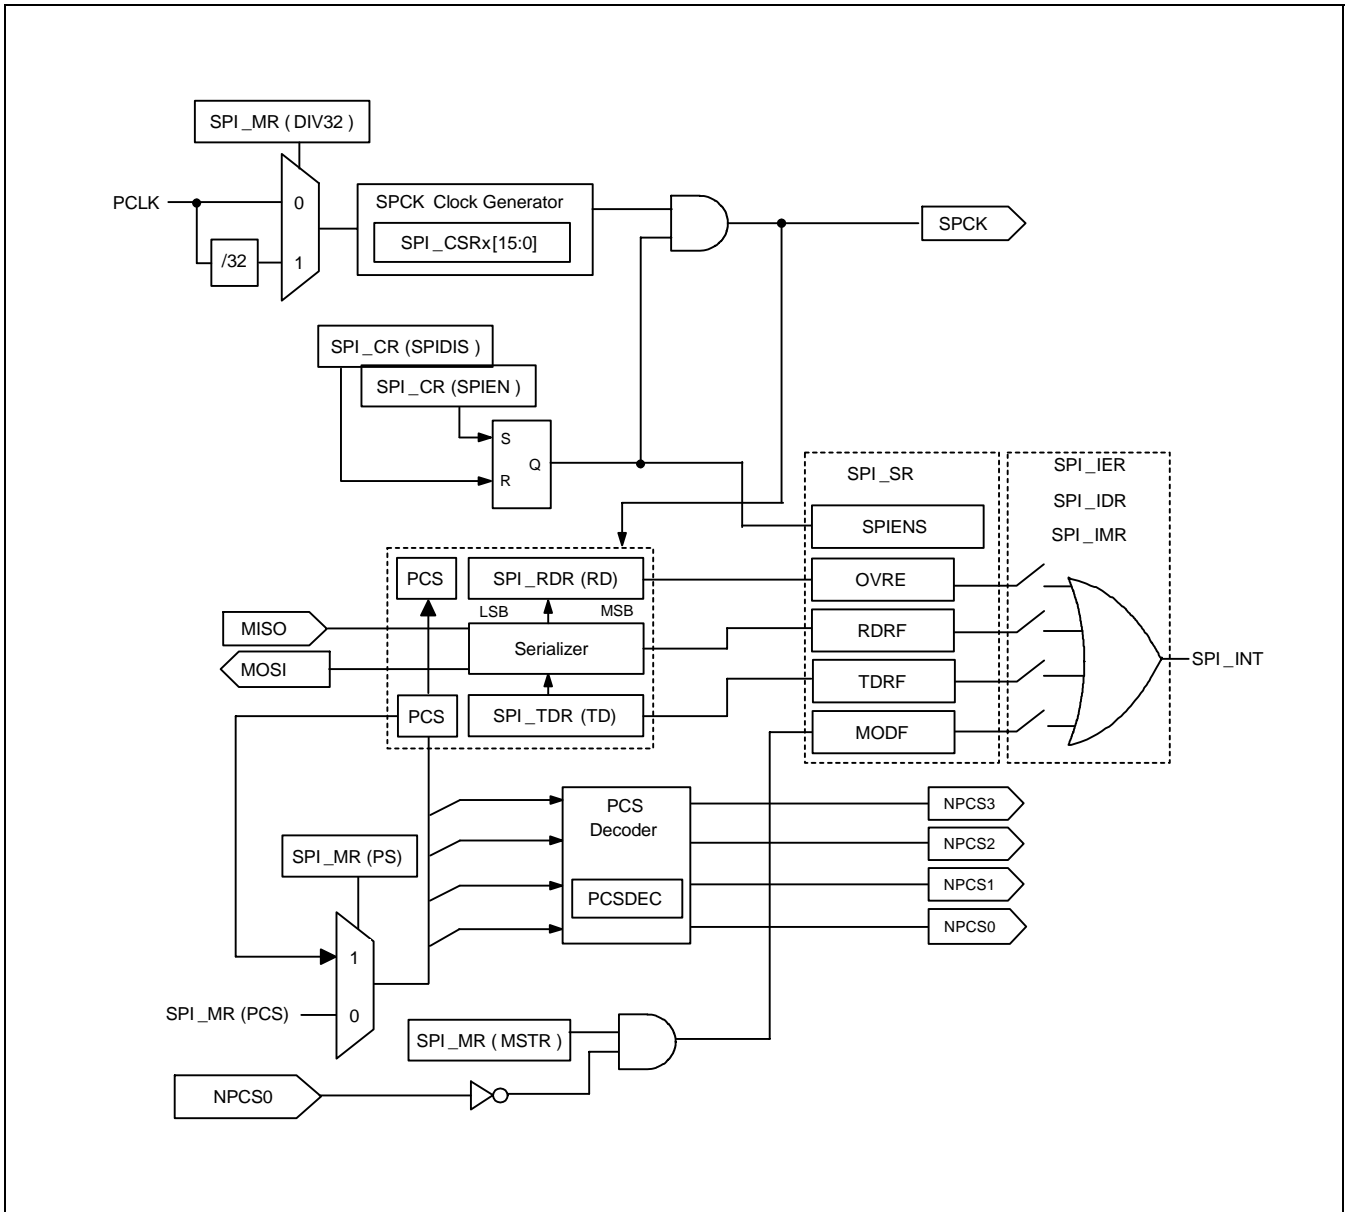 SPI_MR (DIV32)
PCLK
0
/32
1
SPCK Clock Generator
SPI_CSRx[15:0]
SPCK
SPI_CR (SPIDIS)
SPI_CR (SPIEN)
S
Q
R
SPI_SR
SPIENS
OVRE
RDRF
TDRF
MODF
SPI_IER
SPI_IDR
SPI_IMR
SPI_INT
PCS
SPI_RDR (RD)
LSB
MSB
MISO
Serializer
MOSI
PCS
SPI_TDR (TD)
PCS
Decoder
PCSDEC
NPCS3
NPCS2
NPCS1
NPCS0
SPI_MR (PS)
1
SPI_MR (PCS)
0
SPI_MR (MSTR)
NPCS0